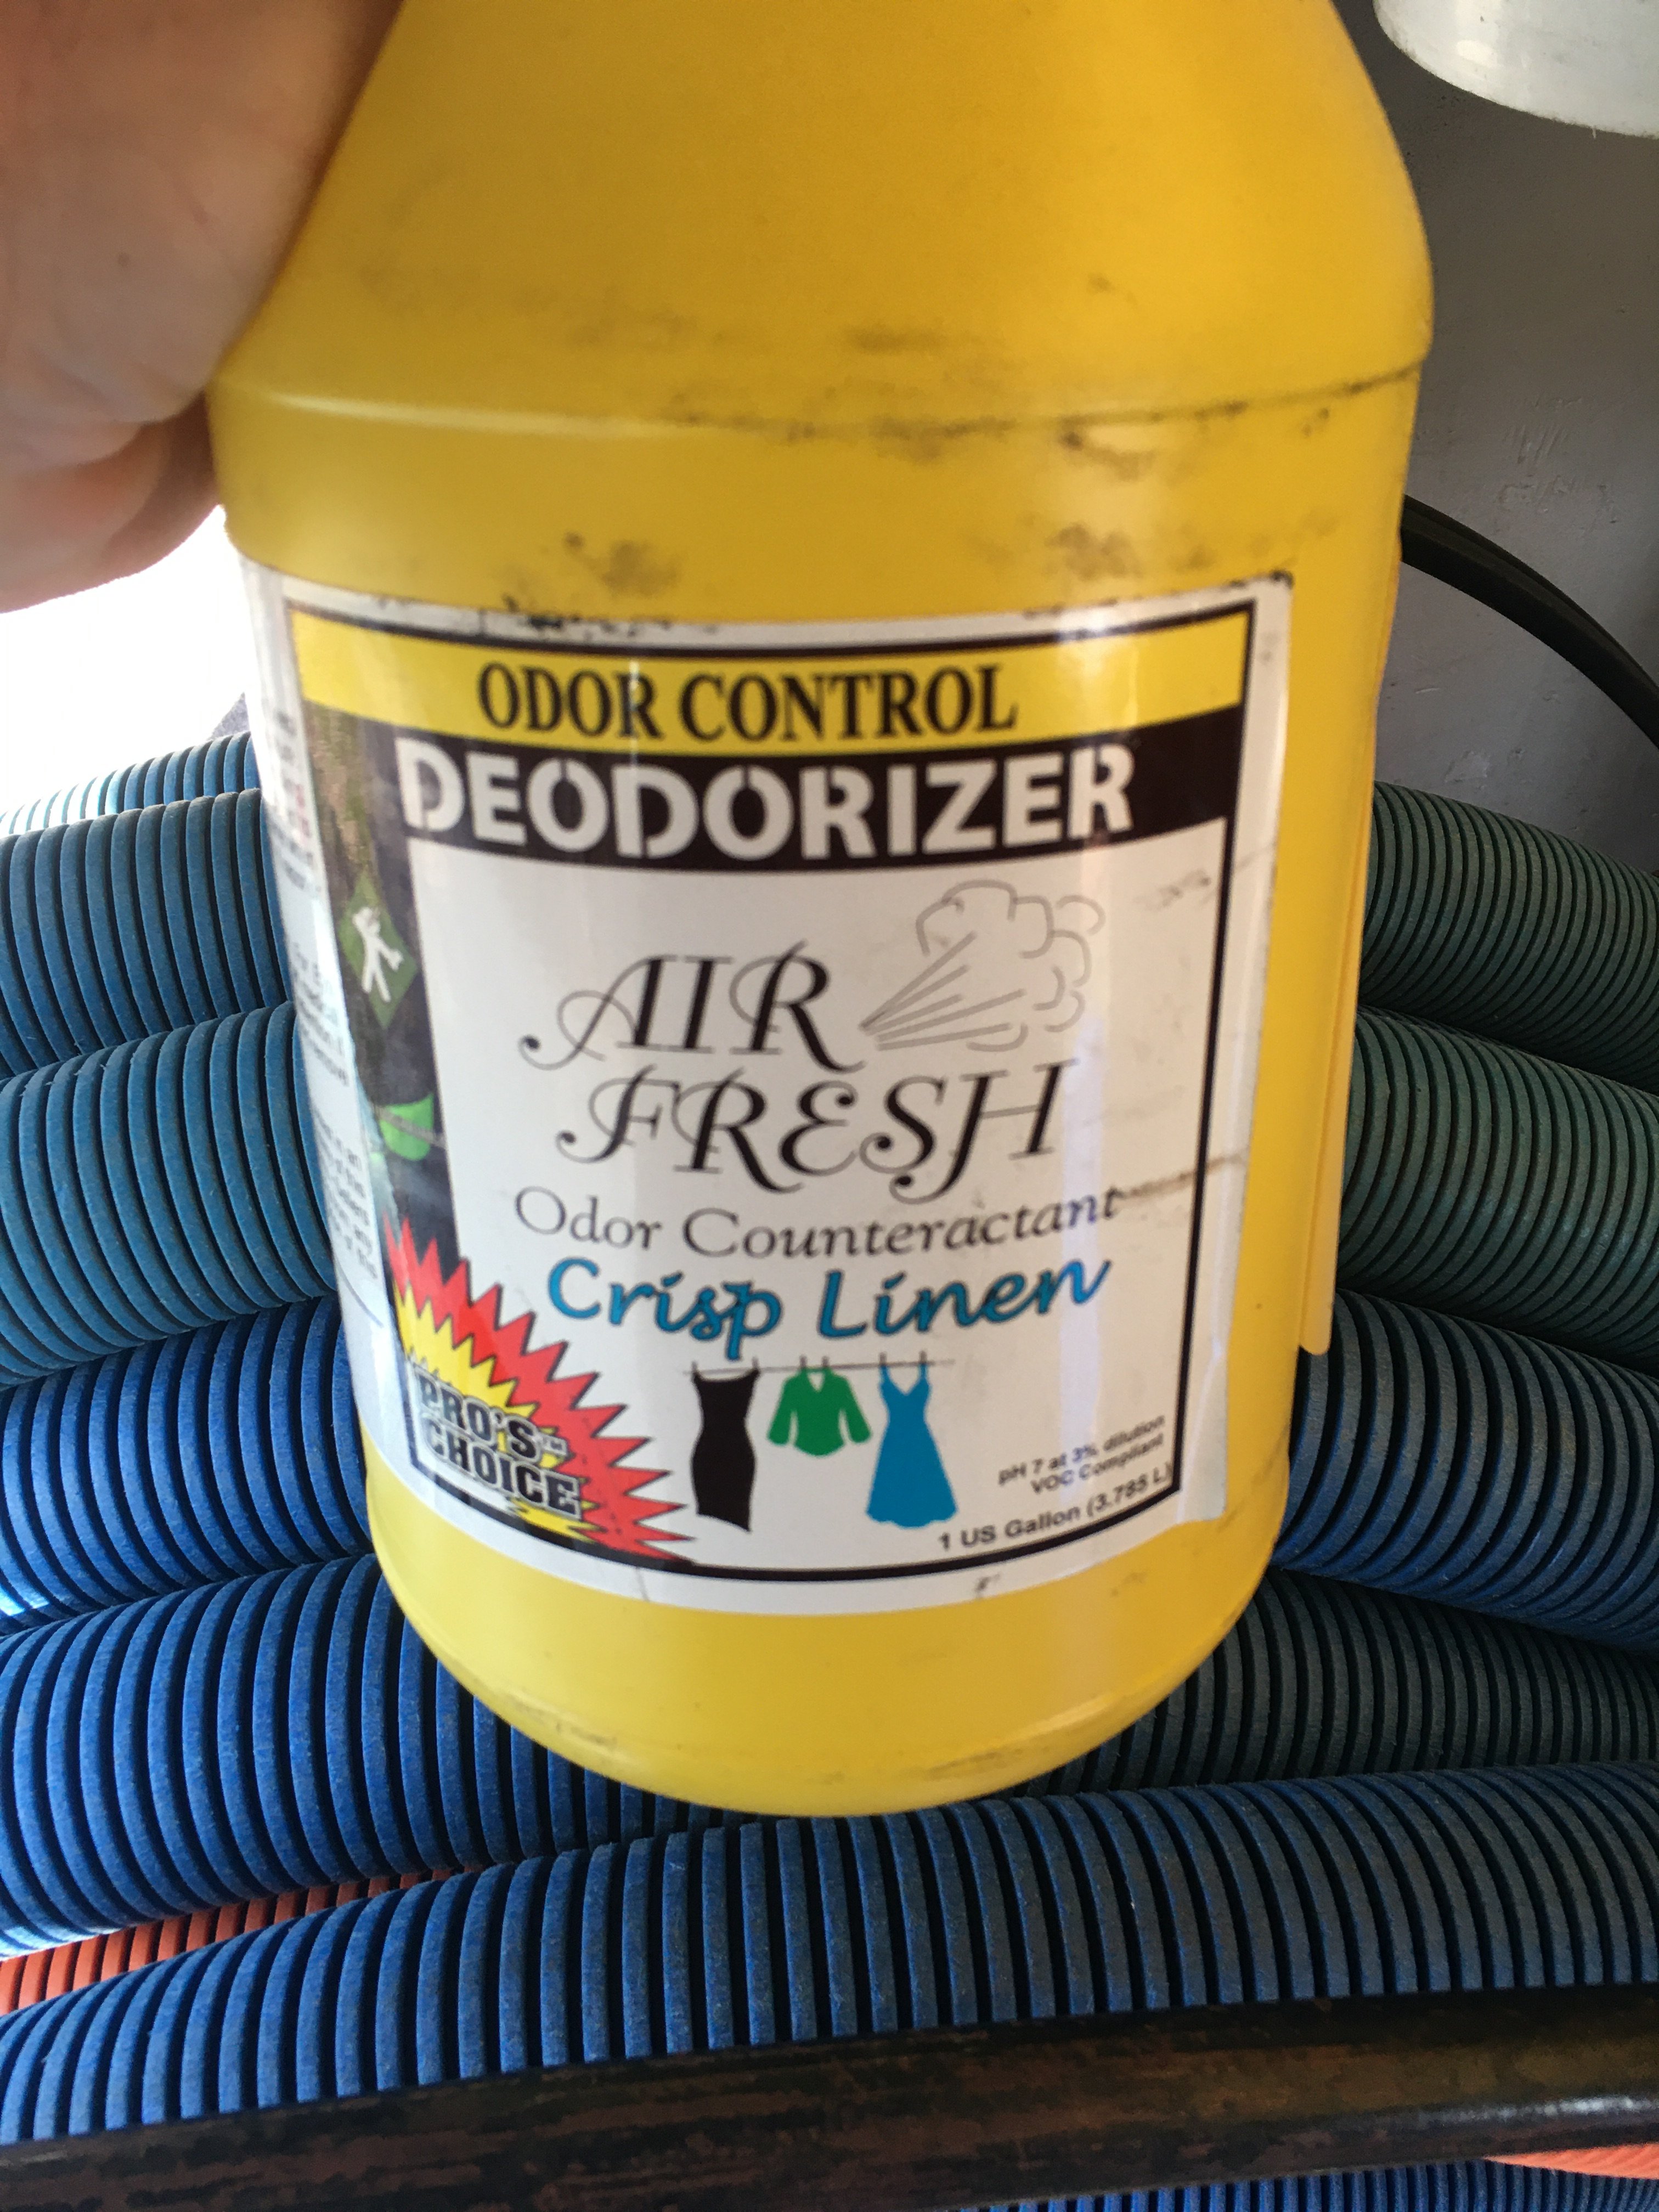 ODOR CONTROL
DEODORIZER
AIR
FRESH
Odor Counteractant
Crisp Linen
PRO'S™
CHOICE
pH 7 at 3% dilution
VOC Compliant
1 US Gallon (3.785 L)